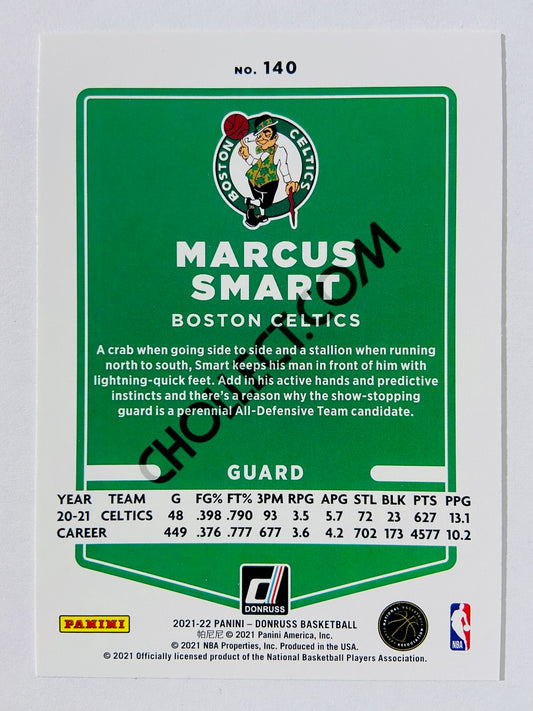 NO. 140
BOSTON CELTICS
MARCUS
SMART
BOSTON CELTICS
A crab when going side to side and a stallion when running
north to south, Smart keeps his man in front of him with
lightning-quick feet. Add in his active hands and predictive
instincts and there's a reason why the show-stopping
guard is a perennial All-Defensive Team candidate.
CHOLLECT.COM
GUARD
YEAR TEAM G FG% FT% 3PM RPG APG STL BLK PTS PPG
20-21 CELTICS 48 .398 .790 93 3.5 5.7 72 23 627 13.1
CAREER 449 .376 .777 677 3.6 4.2 702 173 4577 10.2
DONRUSS
PANINI
2021-22 PANINI – DONRUSS BASKETBALL
帕尼尼 © 2021 Panini America, Inc.
© 2021 NBA Properties, Inc. Produced in the USA.
© 2021 Officially licensed product of the National Basketball Players Association.
NBA